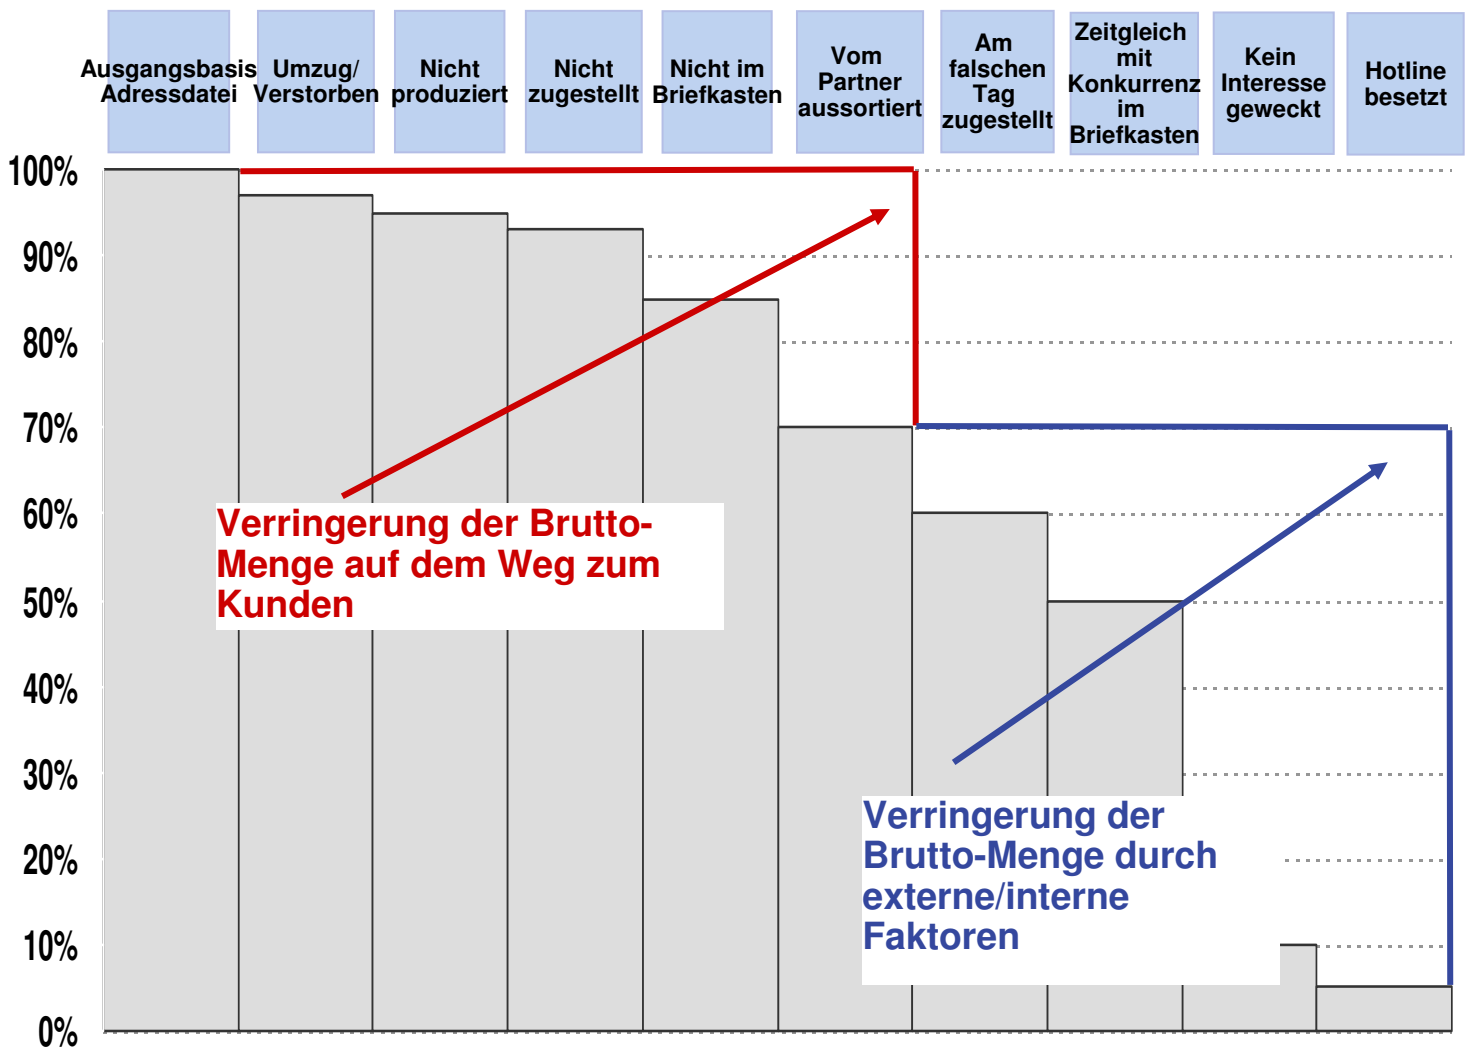 Ausgangsbasis
Adressdatei
Umzug/
Verstorben
Nicht
produziert
Nicht
zugestellt
Nicht im
Briefkasten
Vom
Partner
aussortiert
Am
falschen
Tag
zugestellt
Zeitgleich
mit
Konkurrenz
im
Briefkasten
Kein
Interesse
geweckt
Hotline
besetzt
100%
90%
80%
70%
60%
50%
40%
30%
20%
10%
0%
Verringerung der Brutto-
Menge auf dem Weg zum
Kunden
Verringerung der
Brutto-Menge durch
externe/interne
Faktoren